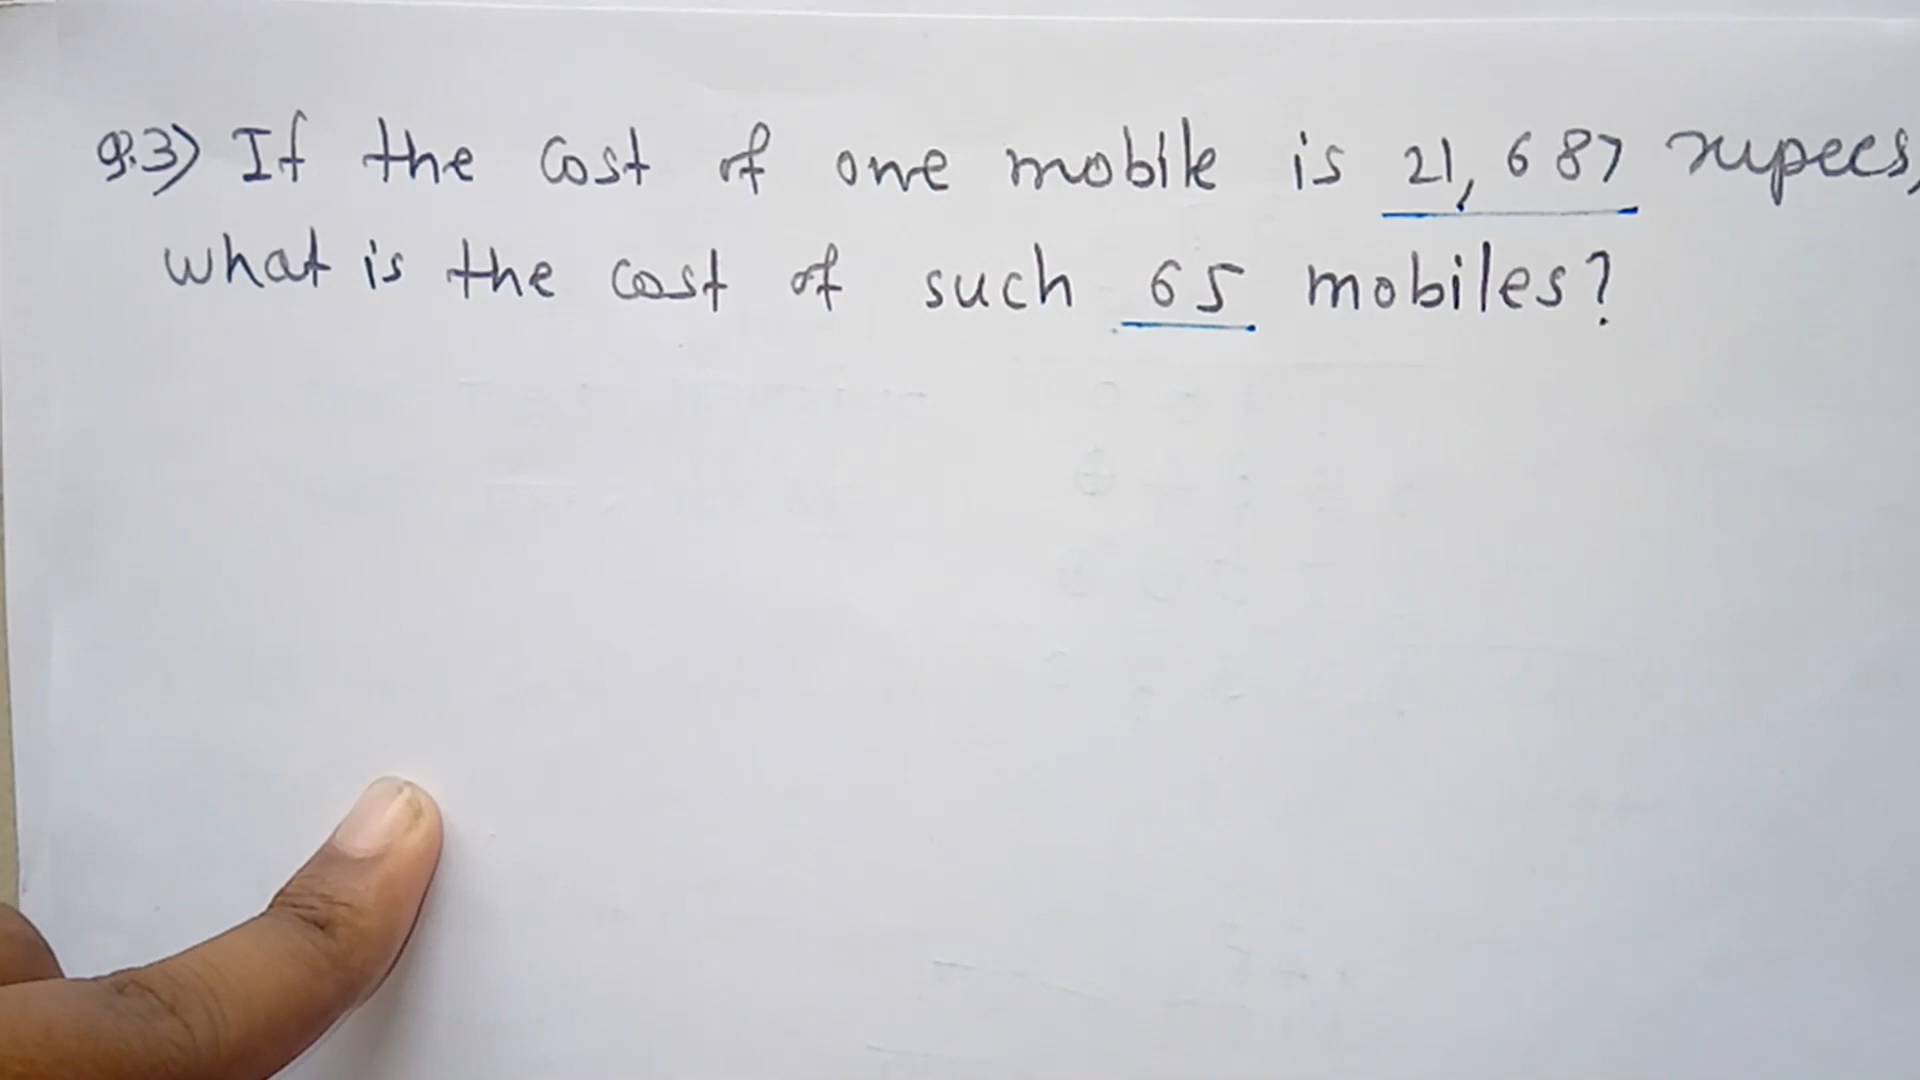 Q.3) If the cost of one mobile is 21,687 rupees,
what is the cost of such 65 mobiles?